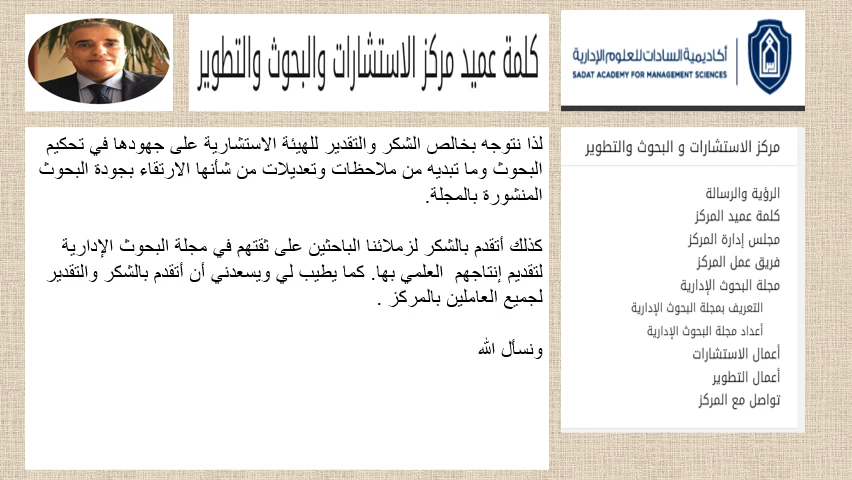 أكاديمية السادات للعلوم الإدارية
SADAT ACADEMY FOR MANAGEMENT SCIENCES
كلمة عميد مركز الاستشارات والبحوث والتطوير
مركز الاستشارات و البحوث والتطوير
الرؤية والرسالة
كلمة عميد المركز
مجلس إدارة المركز
فريق عمل المركز
مجلة البحوث الإدارية
التعريف بمجلة البحوث الإدارية
أعداد مجلة البحوث الإدارية
أعمال الاستشارات
أعمال التطوير
تواصل مع المركز
لذا نتوجه بخالص الشكر والتقدير للهيئة الاستشارية على جهودها في تحكيم
البحوث وما تبديه من ملاحظات وتعديلات من شأنها الارتقاء بجودة البحوث
المنشورة بالمجلة.
كذلك أتقدم بالشكر لزملائنا الباحثين على ثقتهم في مجلة البحوث الإدارية
لتقديم إنتاجهم العلمي بها. كما يطيب لي ويسعدني أن أتقدم بالشكر والتقدير
لجميع العاملين بالمركز .
ونسأل الله